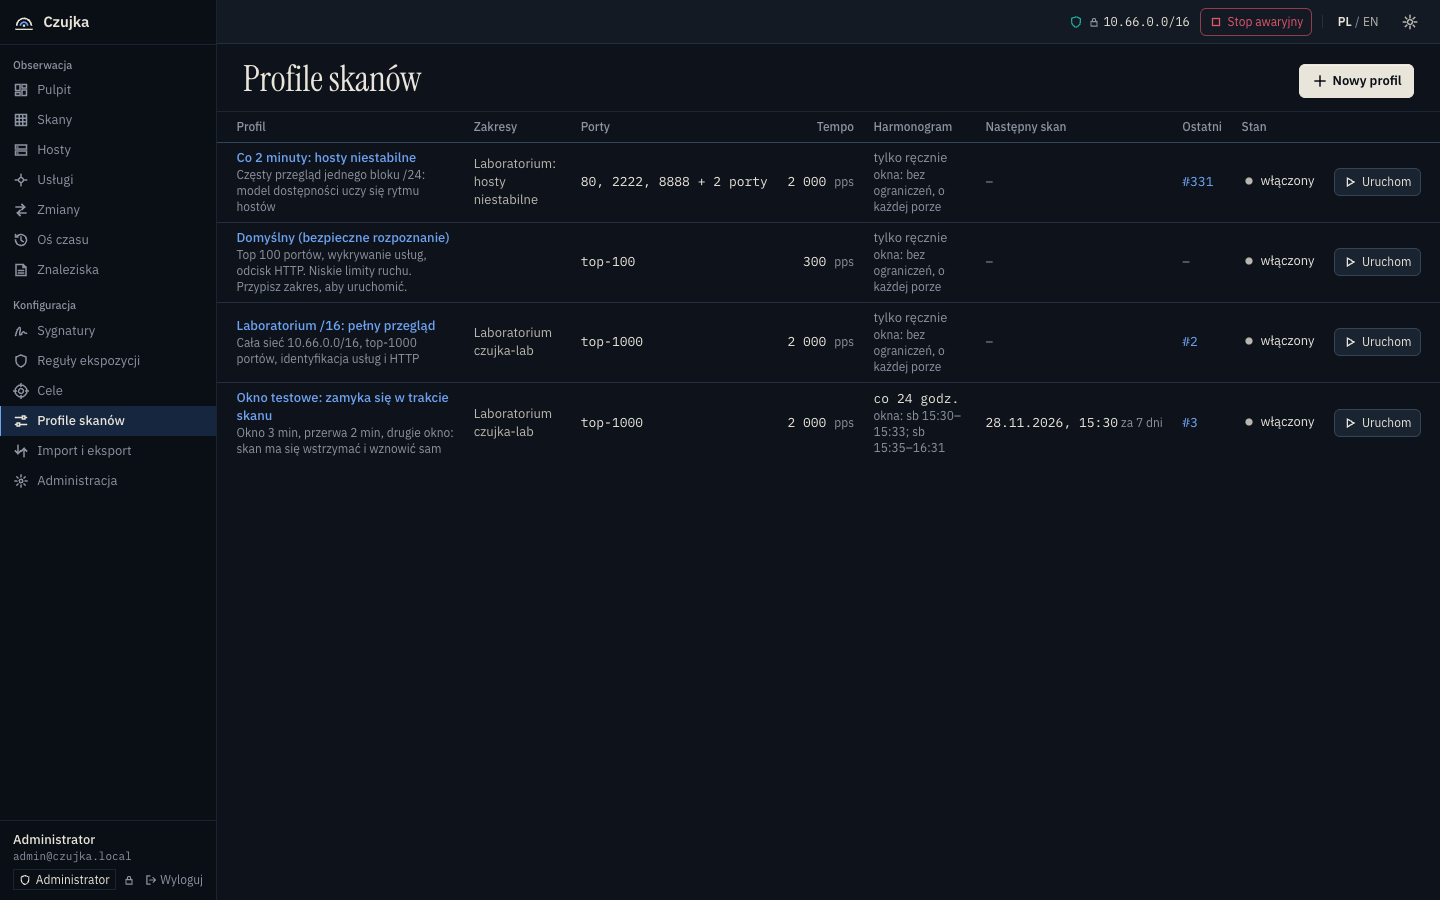 Czujka
10.66.0.0/16
Stop awaryjny
PL / EN
Obserwacja
Pulpit
Skany
Hosty
Usługi
Zmiany
Oś czasu
Znaleziska
Konfiguracja
Sygnatury
Reguły ekspozycji
Cele
Profile skanów
Import i eksport
Administracja
Administrator
admin@czujka.local
Administrator
Wyloguj
Profile skanów
Nowy profil
Profil Zakresy Porty Tempo Harmonogram Następny skan Ostatni Stan
Co 2 minuty: hosty niestabilne
Częsty przegląd jednego bloku /24:
model dostępności uczy się rytmu
hostów
Laboratorium:
hosty
niestabilne
80, 2222, 8888 + 2 porty
2 000 pps
tylko ręcznie
okna: bez
ograniczeń, o
każdej porze
–
#331
włączony
Uruchom
Domyślny (bezpieczne rozpoznanie)
Top 100 portów, wykrywanie usług,
odcisk HTTP. Niskie limity ruchu.
Przypisz zakres, aby uruchomić.
top-100
300 pps
tylko ręcznie
okna: bez
ograniczeń, o
każdej porze
–
–
włączony
Uruchom
Laboratorium /16: pełny przegląd
Cała sieć 10.66.0.0/16, top-1000
portów, identyfikacja usług i HTTP
Laboratorium
czujka-lab
top-1000
2 000 pps
tylko ręcznie
okna: bez
ograniczeń, o
każdej porze
–
#2
włączony
Uruchom
Okno testowe: zamyka się w trakcie
skanu
Okno 3 min, przerwa 2 min, drugie okno:
skan ma się wstrzymać i wznowić sam
Laboratorium
czujka-lab
top-1000
2 000 pps
co 24 godz.
okna: sb 15:30–
15:33; sb
15:35–16:31
28.11.2026, 15:30 za 7 dni
#3
włączony
Uruchom